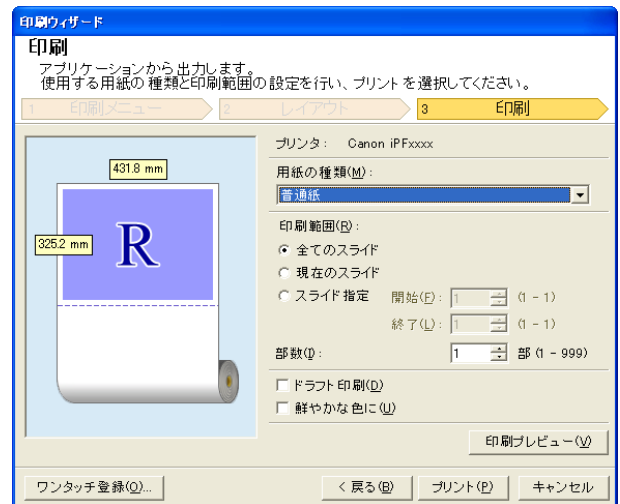 印刷ウィザード
印刷
アプリケーションから出力します。
使用する用紙の種類と印刷範囲の設定を行い、プリントを選択してください。
1 印刷メニュー 2 レイアウト 3 印刷
プリンタ： Canon iPFxxxx
431.8 mm
用紙の種類(M)：
普通紙
325.2 mm
R
印刷範囲(R)：
全てのスライド
現在のスライド
スライド指定 開始(F)： 1 (1 - 1)
終了(L)： 1 (1 - 1)
部数(I)： 1 部 (1 - 999)
ドラフト印刷(D)
鮮やかな色に(U)
印刷プレビュー(V)
ワンタッチ登録(O)... < 戻る(B) プリント(P) キャンセル